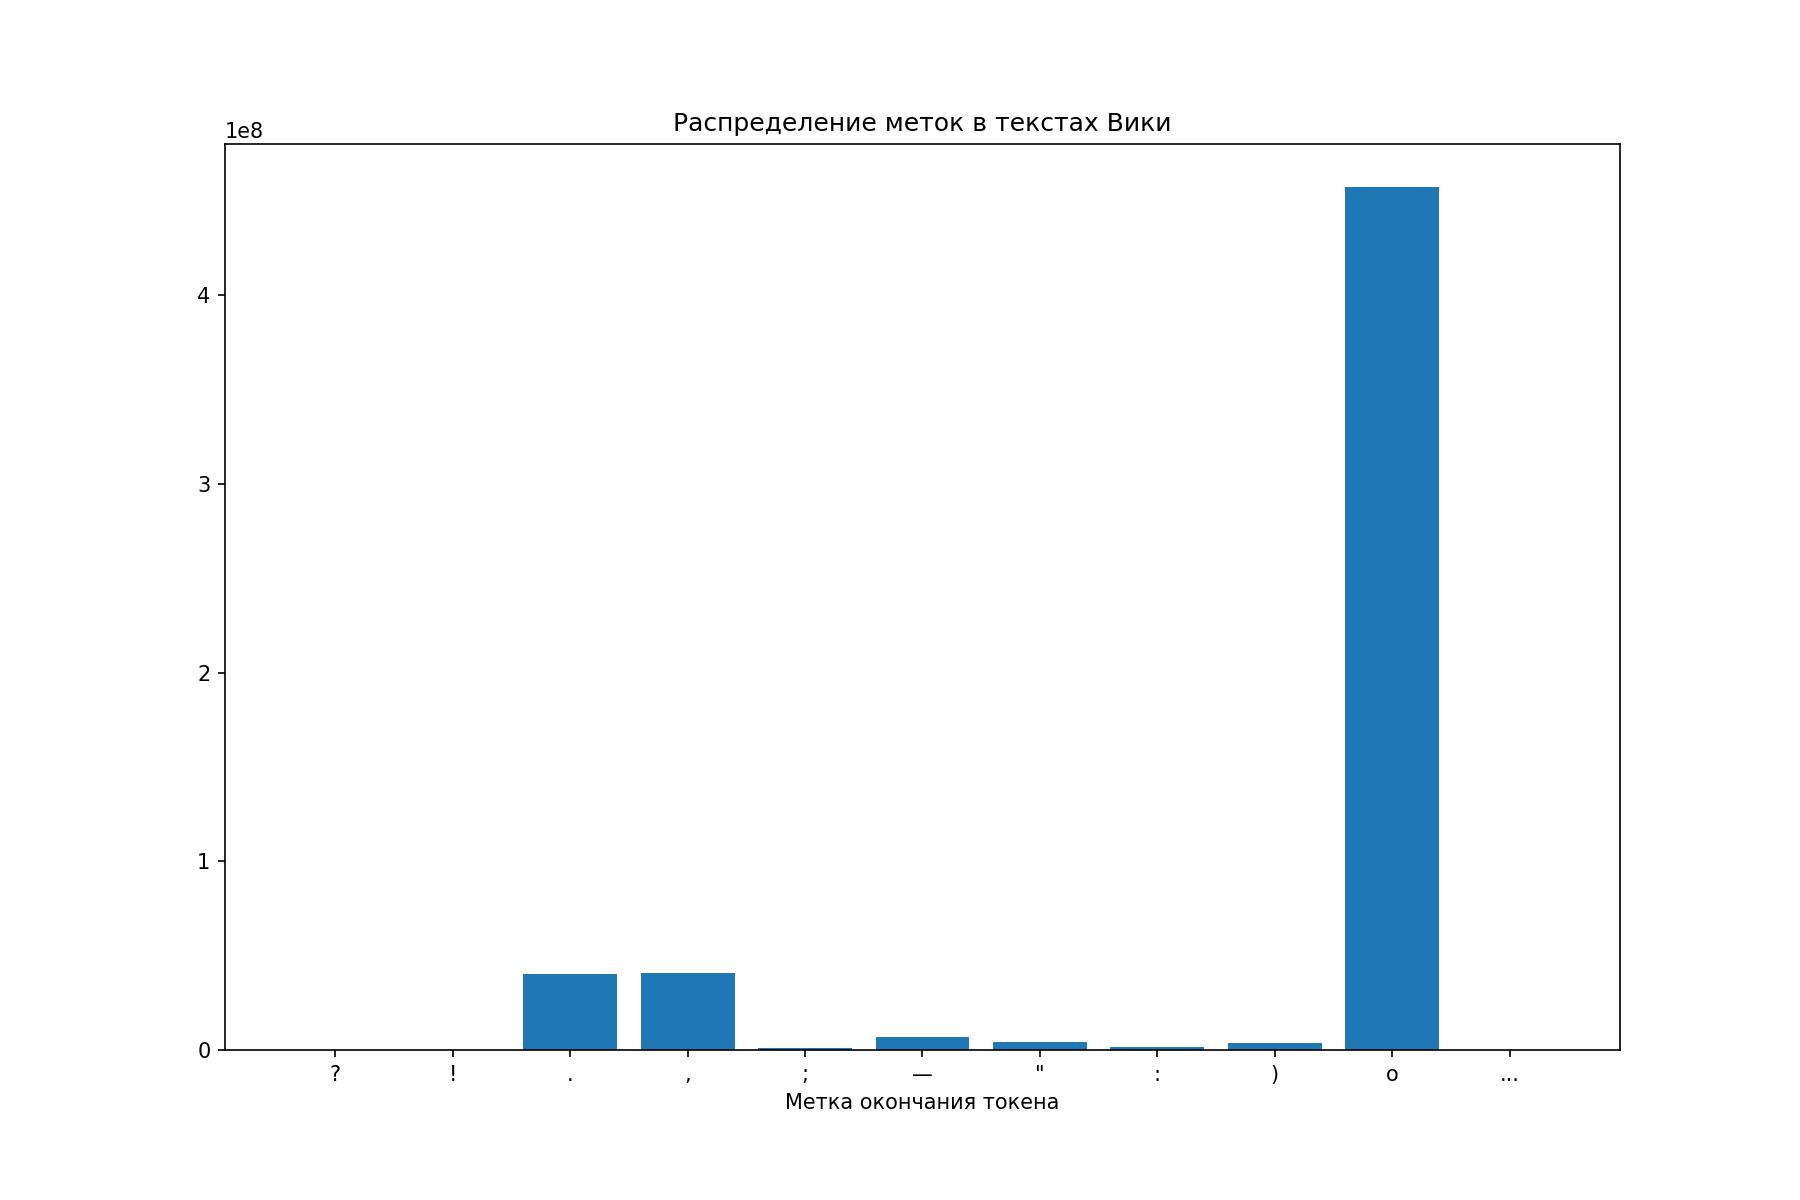 Распределение меток в текстах Вики
1e8
4
3
2
1
0
? ! . , ; — " : ) о ...
Метка окончания токена